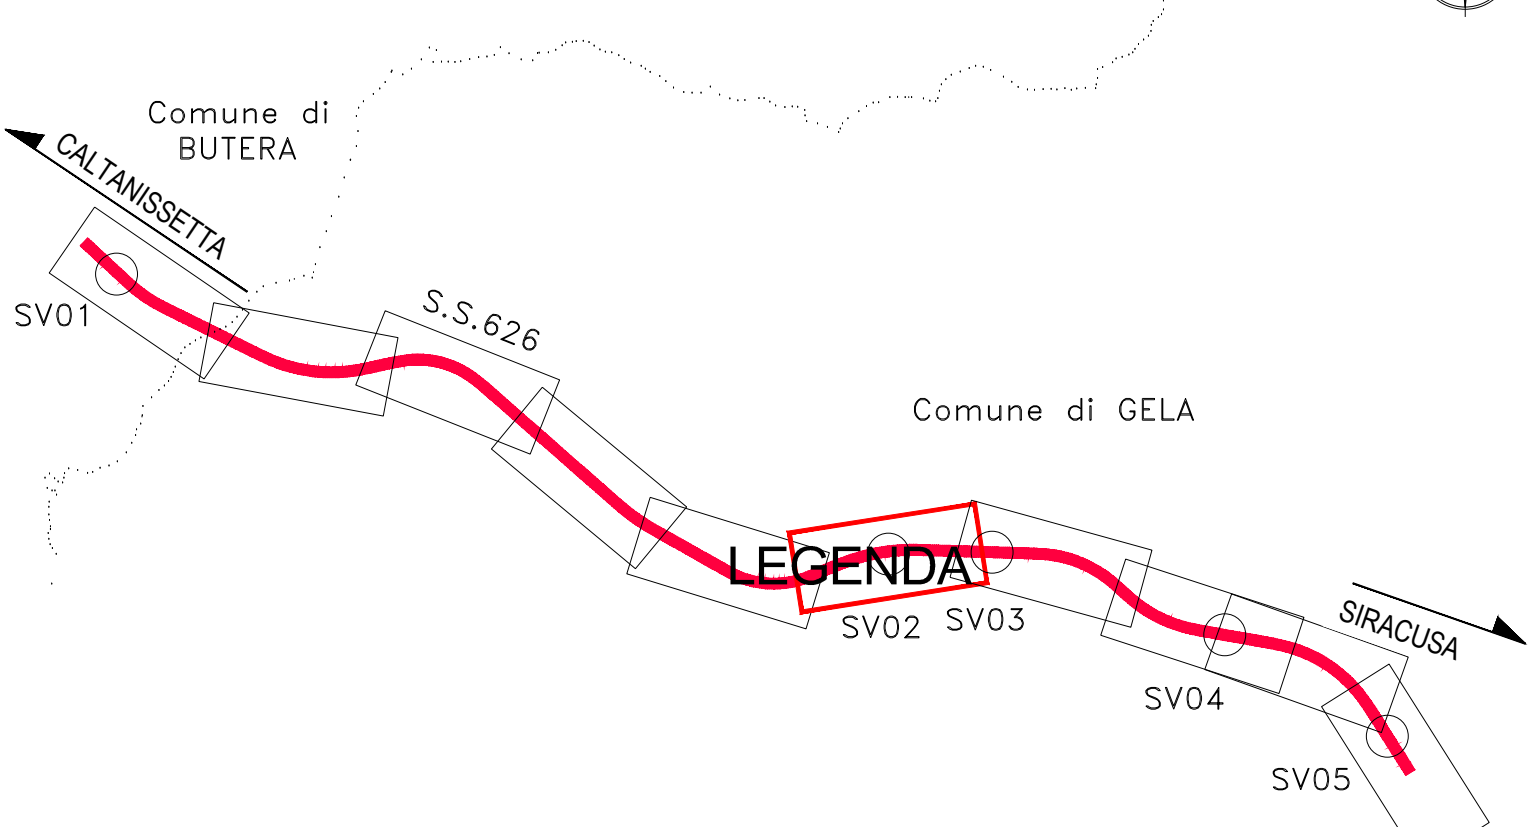 Comune di
BUTERA
CALTANISSETTA
SV01
S.S.626
Comune di GELA
LEGENDA
SV02
SV03
SIRACUSA
SV04
SV05